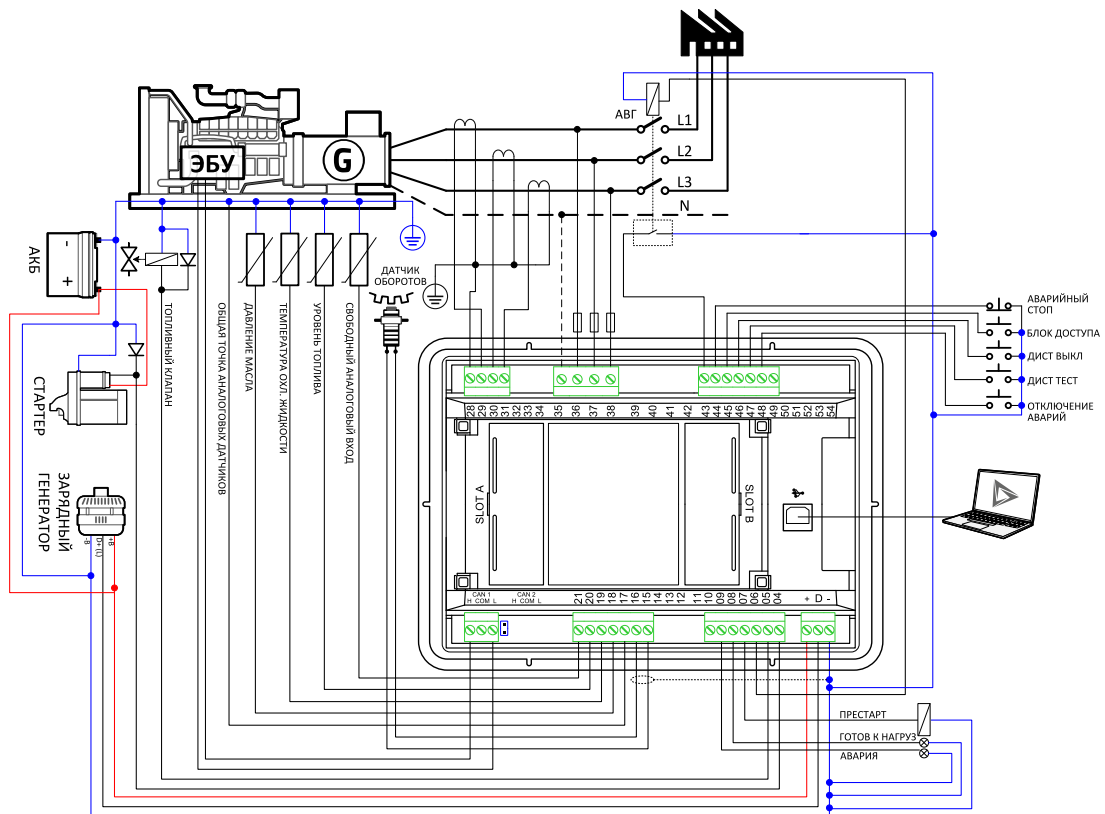 АВГ
L1
L2
L3
N
ЭБУ
G
АКБ
-
+
ДАТЧИК
ОБОРОТОВ
ТОПЛИВНЫЙ КЛАПАН
ОБЩАЯ ТОЧКА АНАЛОГОВЫХ ДАТЧИКОВ
ДАВЛЕНИЕ МАСЛА
ТЕМПЕРАТУРА ОХЛ. ЖИДКОСТИ
УРОВЕНЬ ТОПЛИВА
СВОБОДНЫЙ АНАЛОГОВЫЙ ВХОД
СТАРТЕР
ЗАРЯДНЫЙ
ГЕНЕРАТОР
-B
D+ (L)
+B
АВАРИЙНЫЙ
СТОП
БЛОК ДОСТУПА
ДИСТ ВЫКЛ
ДИСТ ТЕСТ
ОТКЛЮЧЕНИЕ
АВАРИЙ
28 29 30 31 32 33 34 35 36 37 38 39 40 41 42 43 44 45 46 47 48 49 50 51 52 53 54
SLOT A
SLOT B
CAN 1
H COM L
CAN 2
H COM L
21 20 19 18 17 16 15 14 13 12 11 10 09 08 07 06 05 04
+ D -
ПРЕСТАРТ
ГОТОВ К НАГРУЗ
АВАРИЯ